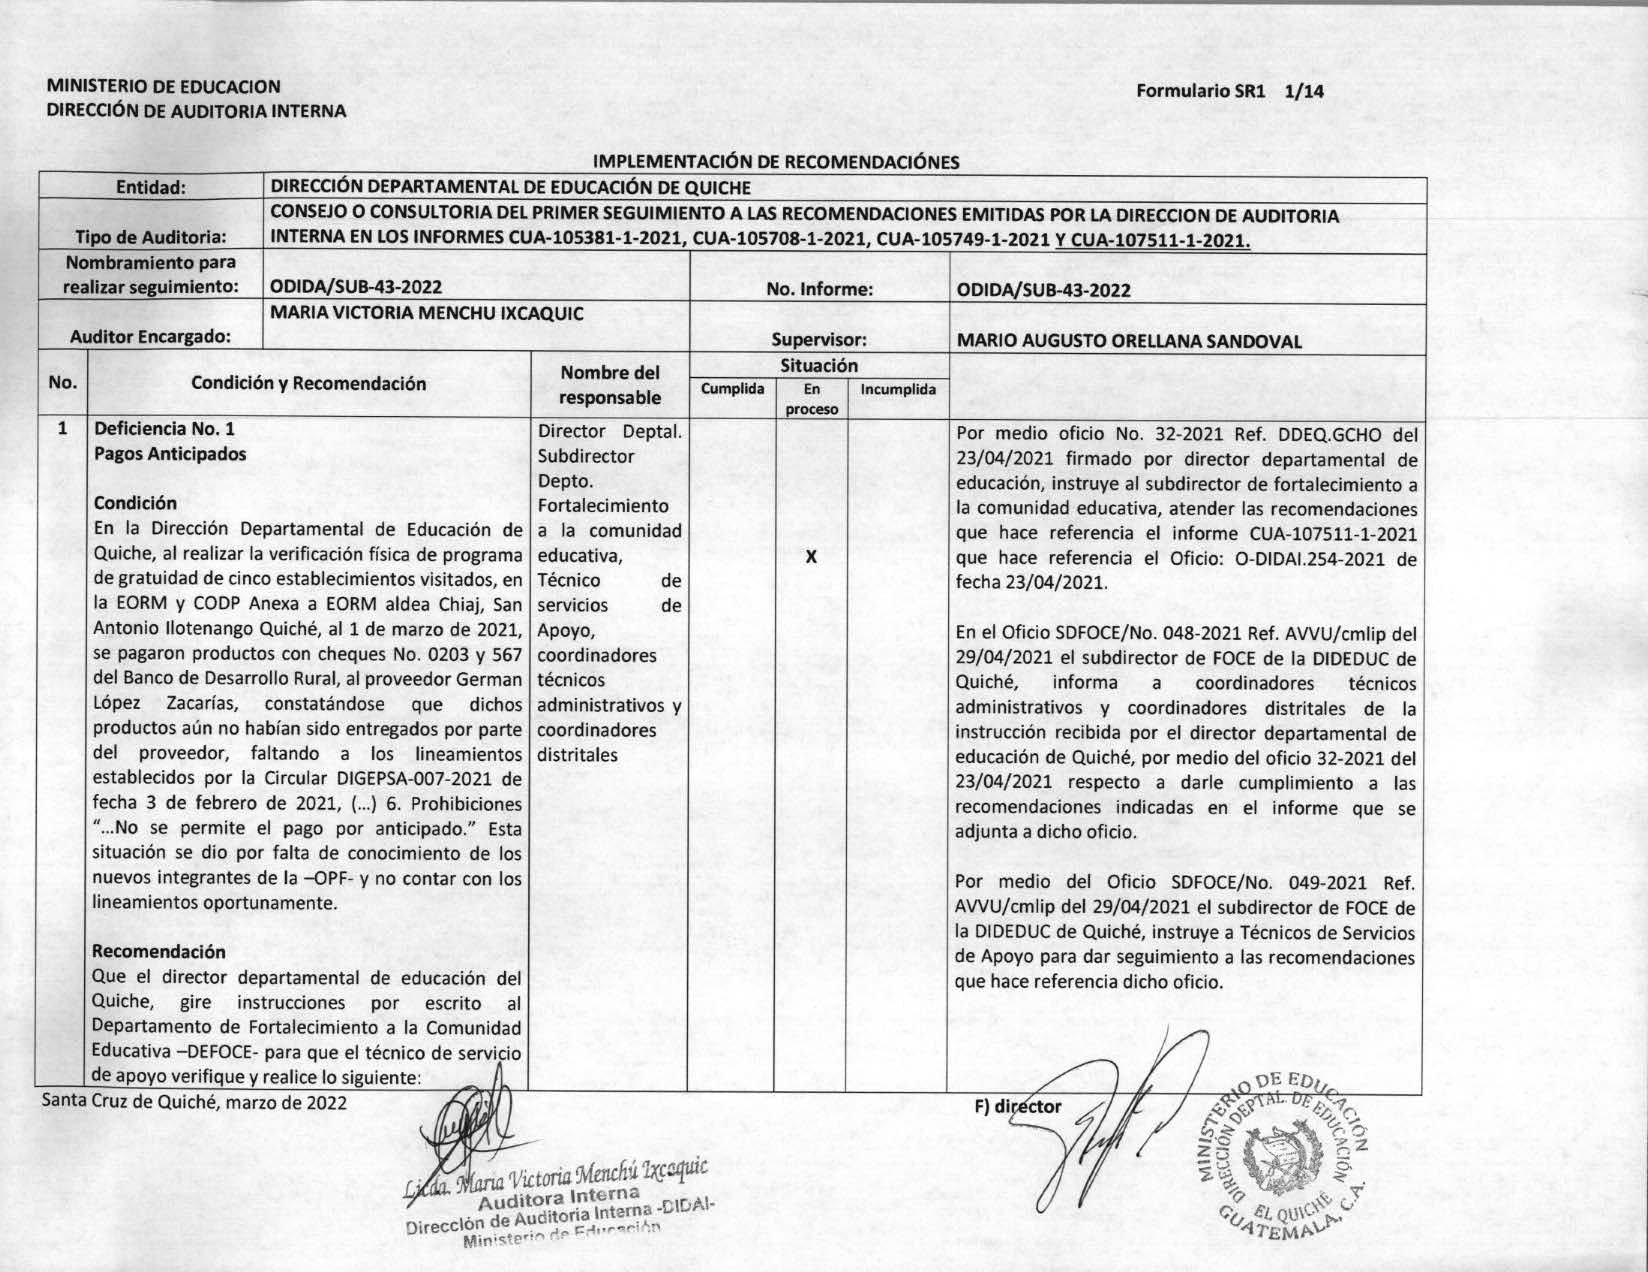 MINISTERIO DE EDUCACION
DIRECCIÓN DE AUDITORIA INTERNA
Formulario SR1 1/14
IMPLEMENTACIÓN DE RECOMENDACIÓNES
Entidad:
DIRECCIÓN DEPARTAMENTAL DE EDUCACIÓN DE QUICHE
Tipo de Auditoria:
CONSEJO O CONSULTORIA DEL PRIMER SEGUIMIENTO A LAS RECOMENDACIONES EMITIDAS POR LA DIRECCION DE AUDITORIA
INTERNA EN LOS INFORMES CUA-105381-1-2021, CUA-105708-1-2021, CUA-105749-1-2021 Y CUA-107511-1-2021.
Nombramiento para
realizar seguimiento:
ODIDA/SUB-43-2022
No. Informe:
ODIDA/SUB-43-2022
Auditor Encargado:
MARIA VICTORIA MENCHU IXCAQUIC
Supervisor:
MARIO AUGUSTO ORELLANA SANDOVAL
No.
Condición y Recomendación
Nombre del
responsable
Situación
Cumplida
En
proceso
Incumplida
1
Deficiencia No. 1
Pagos Anticipados
Condición
En la Dirección Departamental de Educación de
Quiche, al realizar la verificación física de programa
de gratuidad de cinco establecimientos visitados, en
la EORM y CODP Anexa a EORM aldea Chiaj, San
Antonio Ilotenango Quiché, al 1 de marzo de 2021,
se pagaron productos con cheques No. 0203 y 567
del Banco de Desarrollo Rural, al proveedor German
López Zacarías, constatándose que dichos
productos aún no habían sido entregados por parte
del proveedor, faltando a los lineamientos
establecidos por la Circular DIGEPSA-007-2021 de
fecha 3 de febrero de 2021, (...) 6. Prohibiciones
“...No se permite el pago por anticipado.” Esta
situación se dio por falta de conocimiento de los
nuevos integrantes de la –OPF- y no contar con los
lineamientos oportunamente.
Recomendación
Que el director departamental de educación del
Quiche, gire instrucciones por escrito al
Departamento de Fortalecimiento a la Comunidad
Educativa –DEFOCE- para que el técnico de servicio
de apoyo verifique y realice lo siguiente:
Director Deptal.
Subdirector
Depto.
Fortalecimiento
a la comunidad
educativa,
Técnico de
servicios de
Apoyo,
coordinadores
técnicos
administrativos y
coordinadores
distritales
X
Por medio oficio No. 32-2021 Ref. DDEQ.GCHO del
23/04/2021 firmado por director departamental de
educación, instruye al subdirector de fortalecimiento a
la comunidad educativa, atender las recomendaciones
que hace referencia el informe CUA-107511-1-2021
que hace referencia el Oficio: O-DIDAI.254-2021 de
fecha 23/04/2021.
En el Oficio SDFOCE/No. 048-2021 Ref. AVVU/cmlip del
29/04/2021 el subdirector de FOCE de la DIDEDUC de
Quiché, informa a coordinadores técnicos
administrativos y coordinadores distritales de la
instrucción recibida por el director departamental de
educación de Quiché, por medio del oficio 32-2021 del
23/04/2021 respecto a darle cumplimiento a las
recomendaciones indicadas en el informe que se
adjunta a dicho oficio.
Por medio del Oficio SDFOCE/No. 049-2021 Ref.
AVVU/cmlip del 29/04/2021 el subdirector de FOCE de
la DIDEDUC de Quiché, instruye a Técnicos de Servicios
de Apoyo para dar seguimiento a las recomendaciones
que hace referencia dicho oficio.
Santa Cruz de Quiché, marzo de 2022
F) director
Licda. Maria Victoria Menchú Ixcaquic
Auditora Interna
Dirección de Auditoria Interna -DIDAI-
Ministerio de Educación
MINISTERIO DE EDUCACIÓN
DIRECCIÓN DEPTAL. DE EDUCACIÓN
EL QUICHÉ
GUATEMALA, C.A.